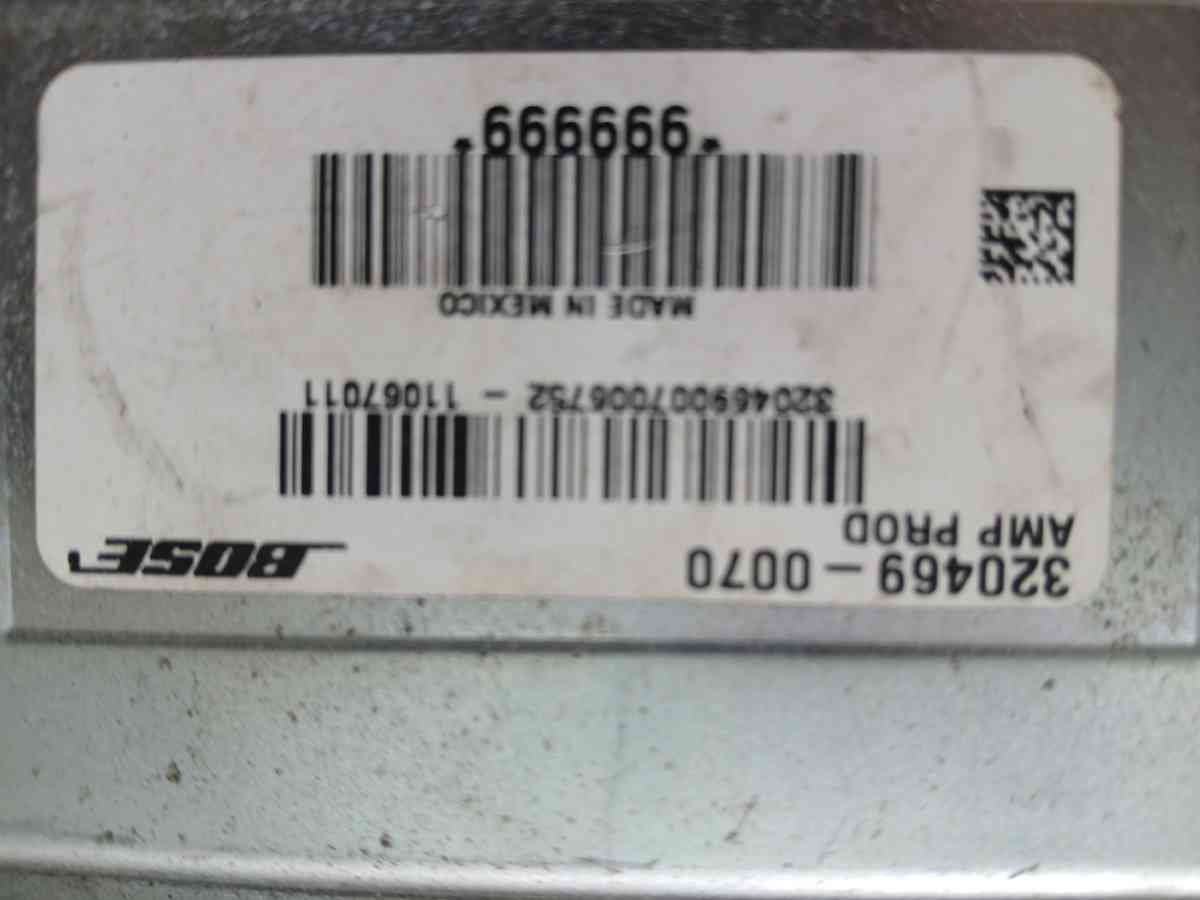 320469-0070 BOSE
AMP PROD
320469007006752 - 11067011
MADE IN MEXICO
*999999*